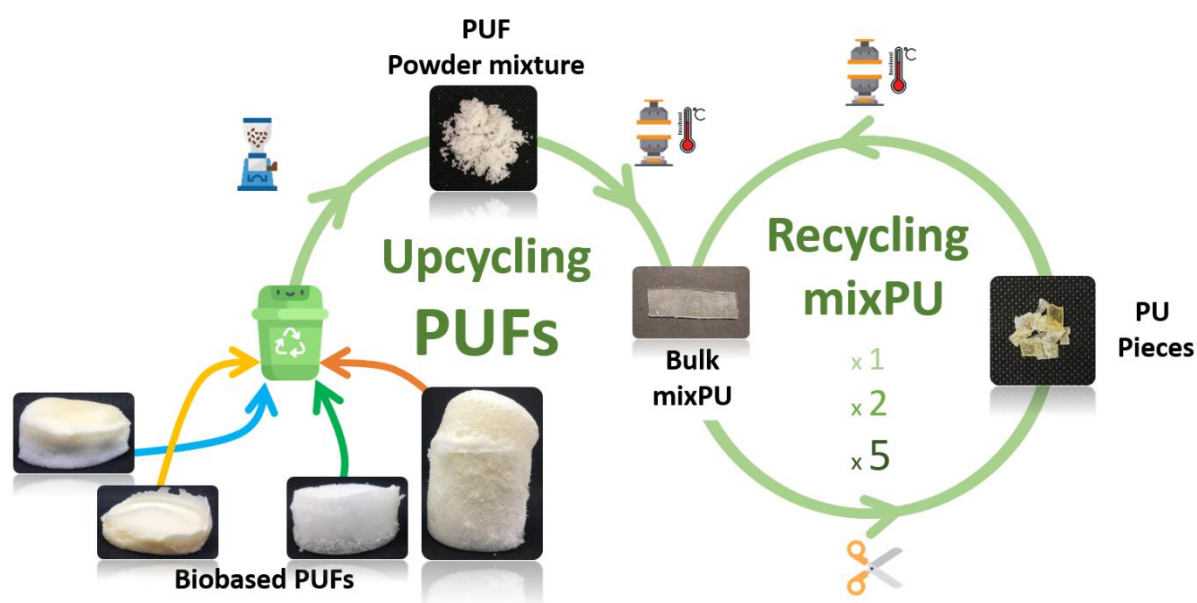 PUF
Powder mixture
°C
°C
Upcycling
PUFs
Recycling
mixPU
x 1
x 2
x 5
Bulk
mixPU
PU
Pieces
Biobased PUFs